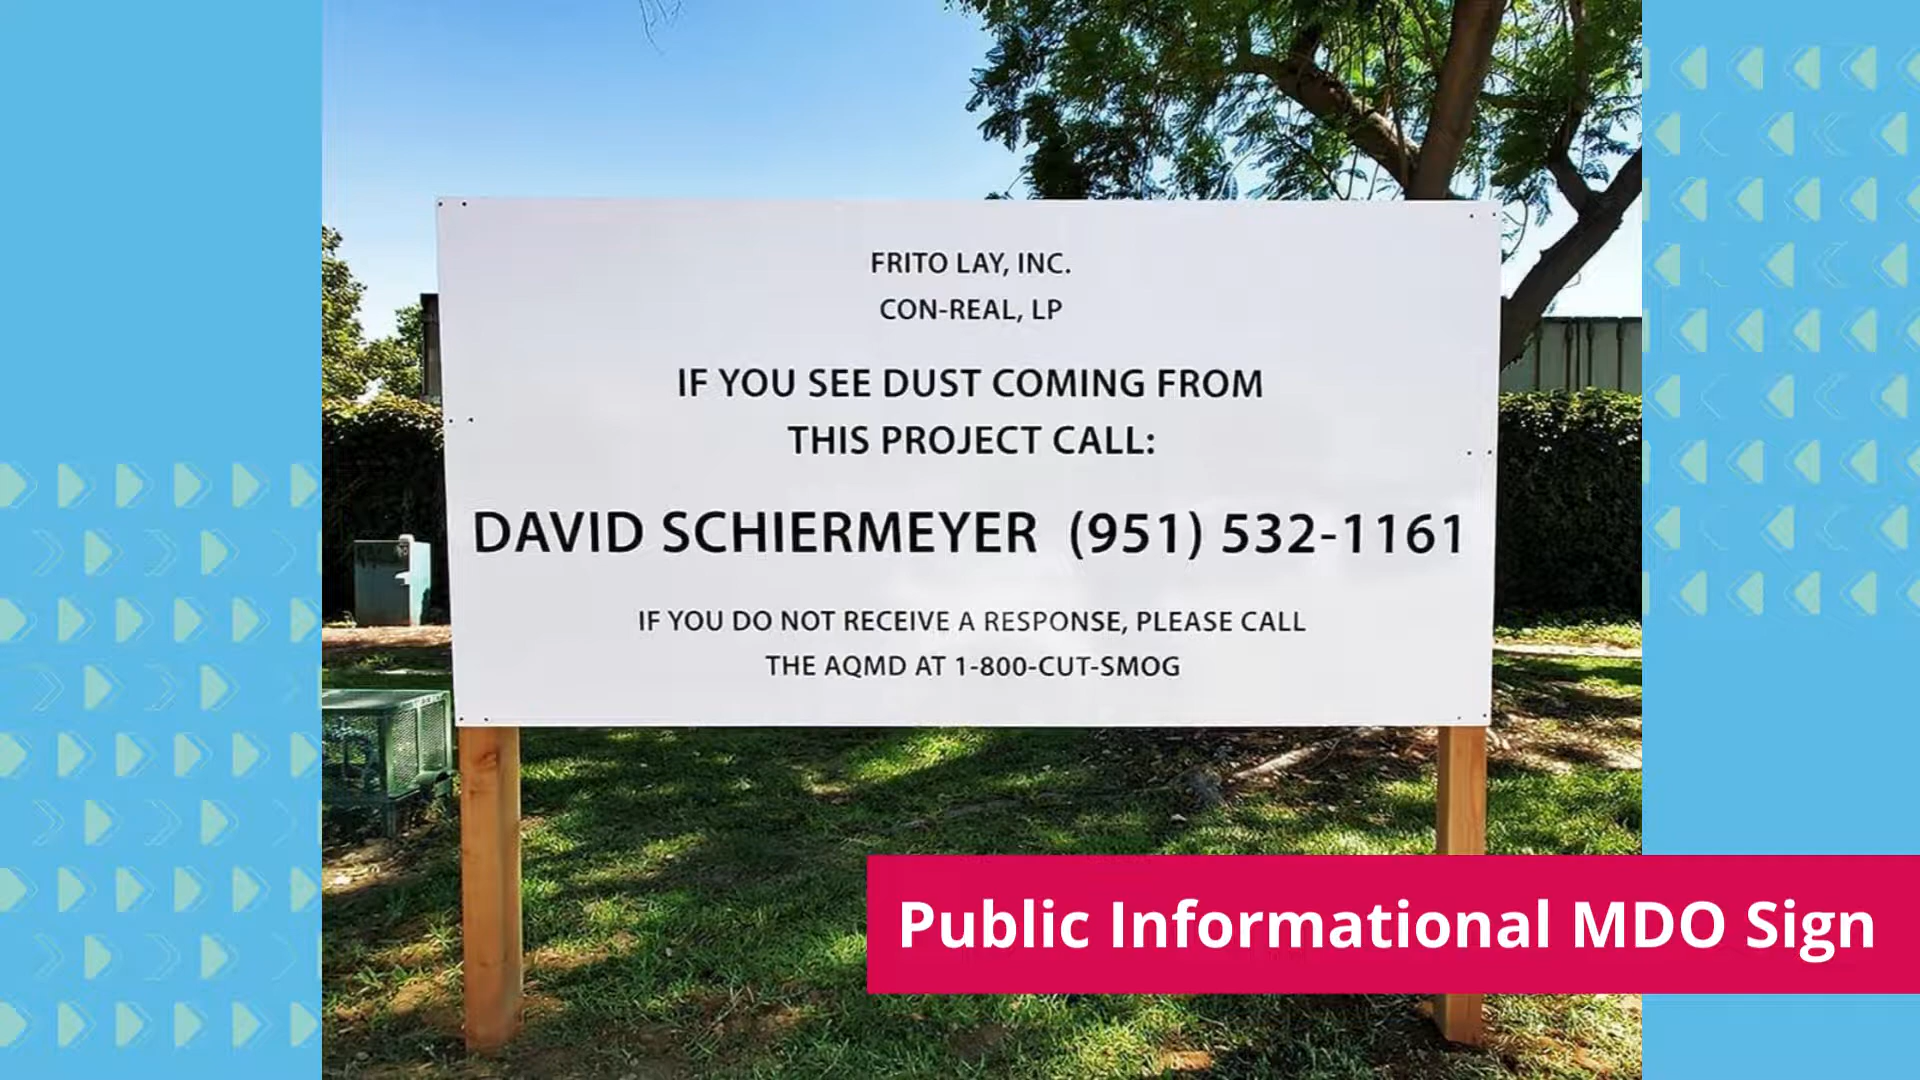 FRITO LAY, INC.
CON-REAL, LP
IF YOU SEE DUST COMING FROM
THIS PROJECT CALL:
DAVID SCHIERMEYER (951) 532-1161
IF YOU DO NOT RECEIVE A RESPONSE, PLEASE CALL
THE AQMD AT 1-800-CUT-SMOG
Public Informational MDO Sign